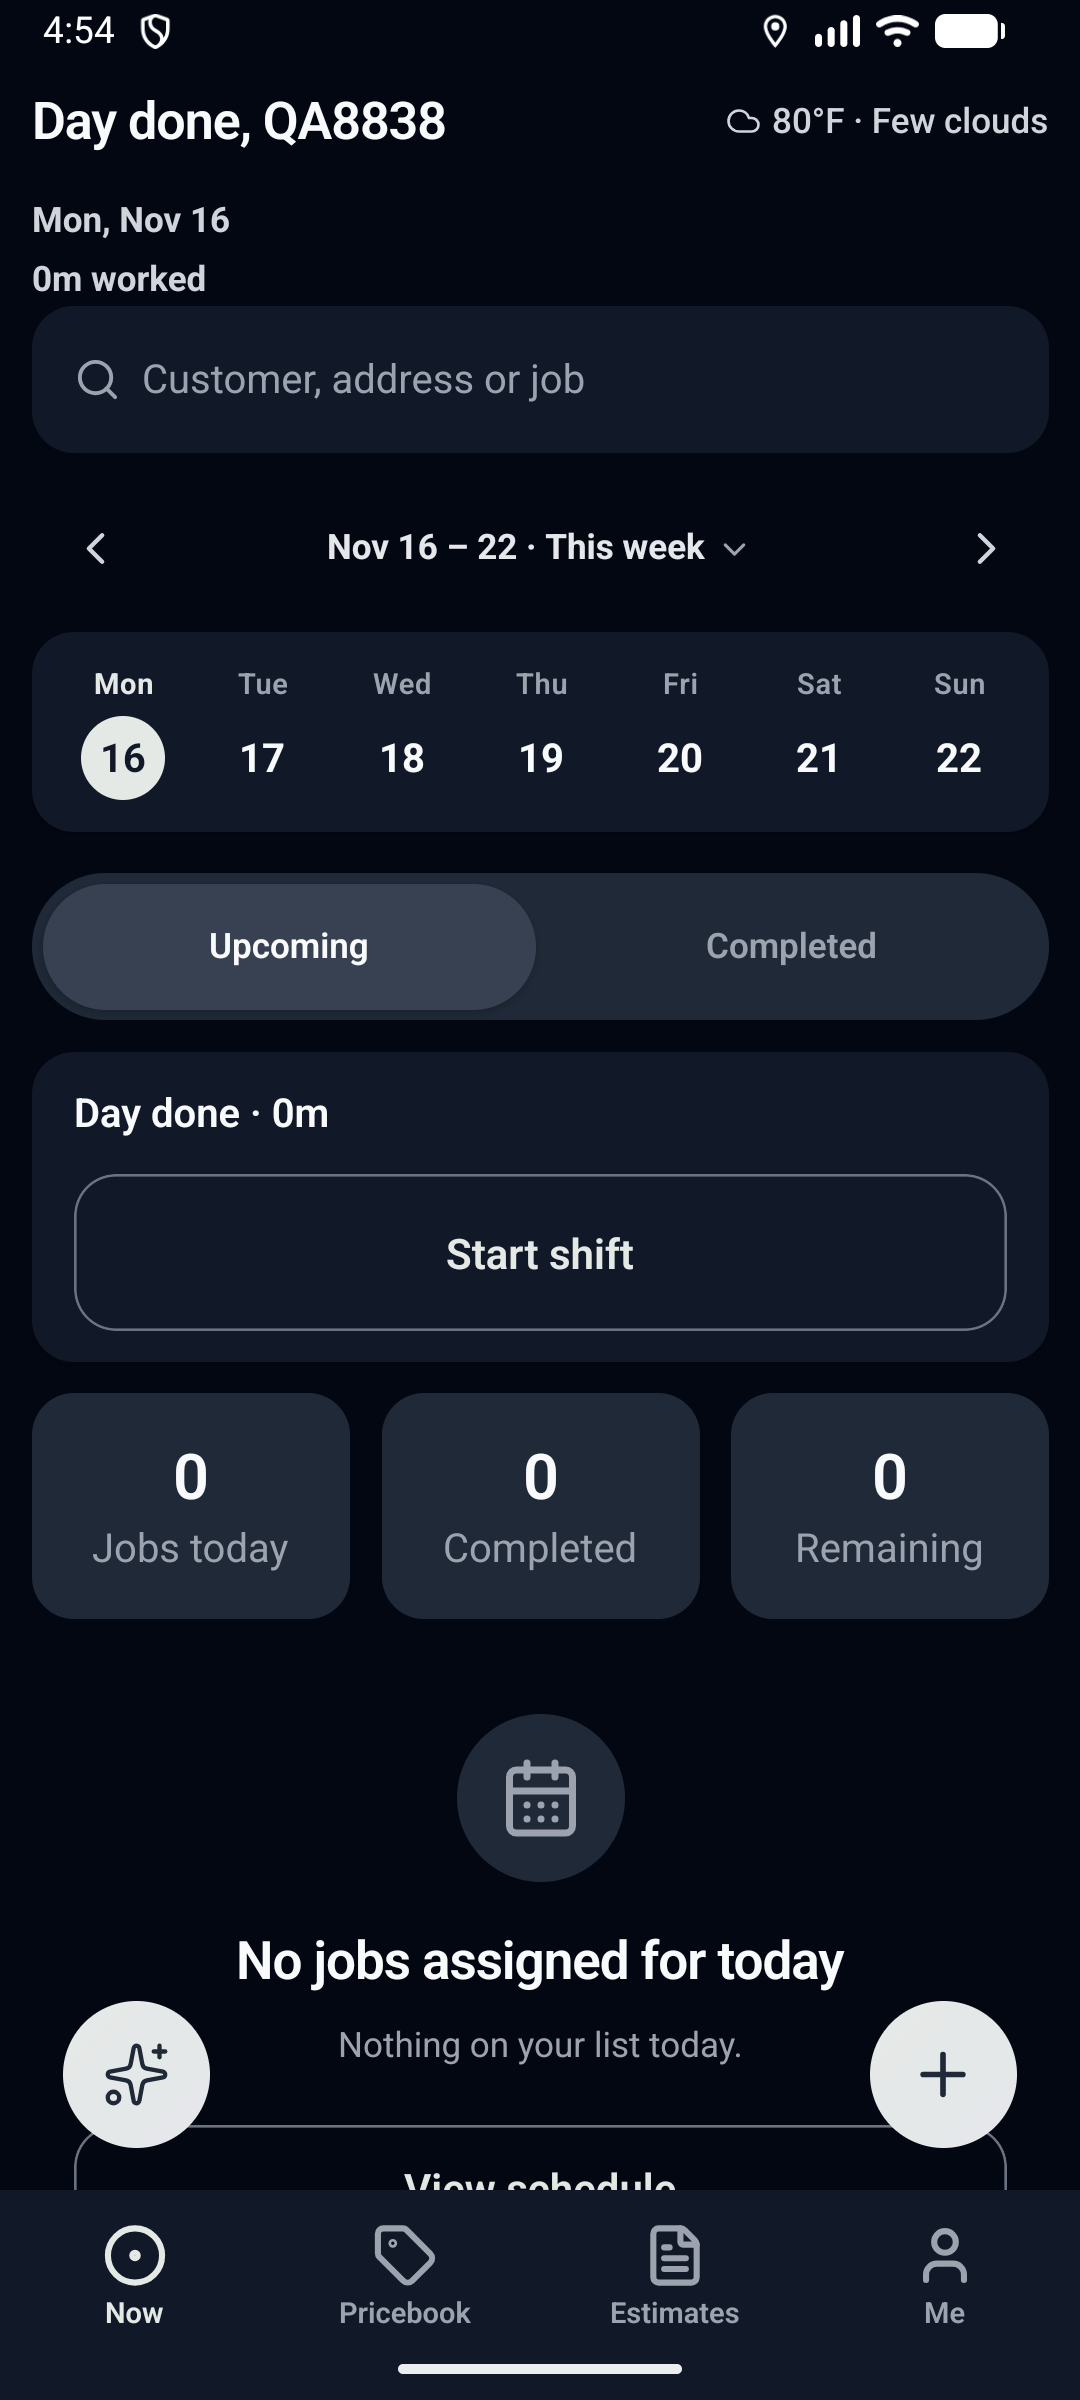 4:54
Day done, QA8838
80°F · Few clouds
Mon, Nov 16
0m worked
Customer, address or job
Nov 16 – 22 · This week
Mon Tue Wed Thu Fri Sat Sun
16 17 18 19 20 21 22
Upcoming Completed
Day done · 0m
Start shift
0 0 0
Jobs today Completed Remaining
No jobs assigned for today
Nothing on your list today.
View schedule
Now Pricebook Estimates Me